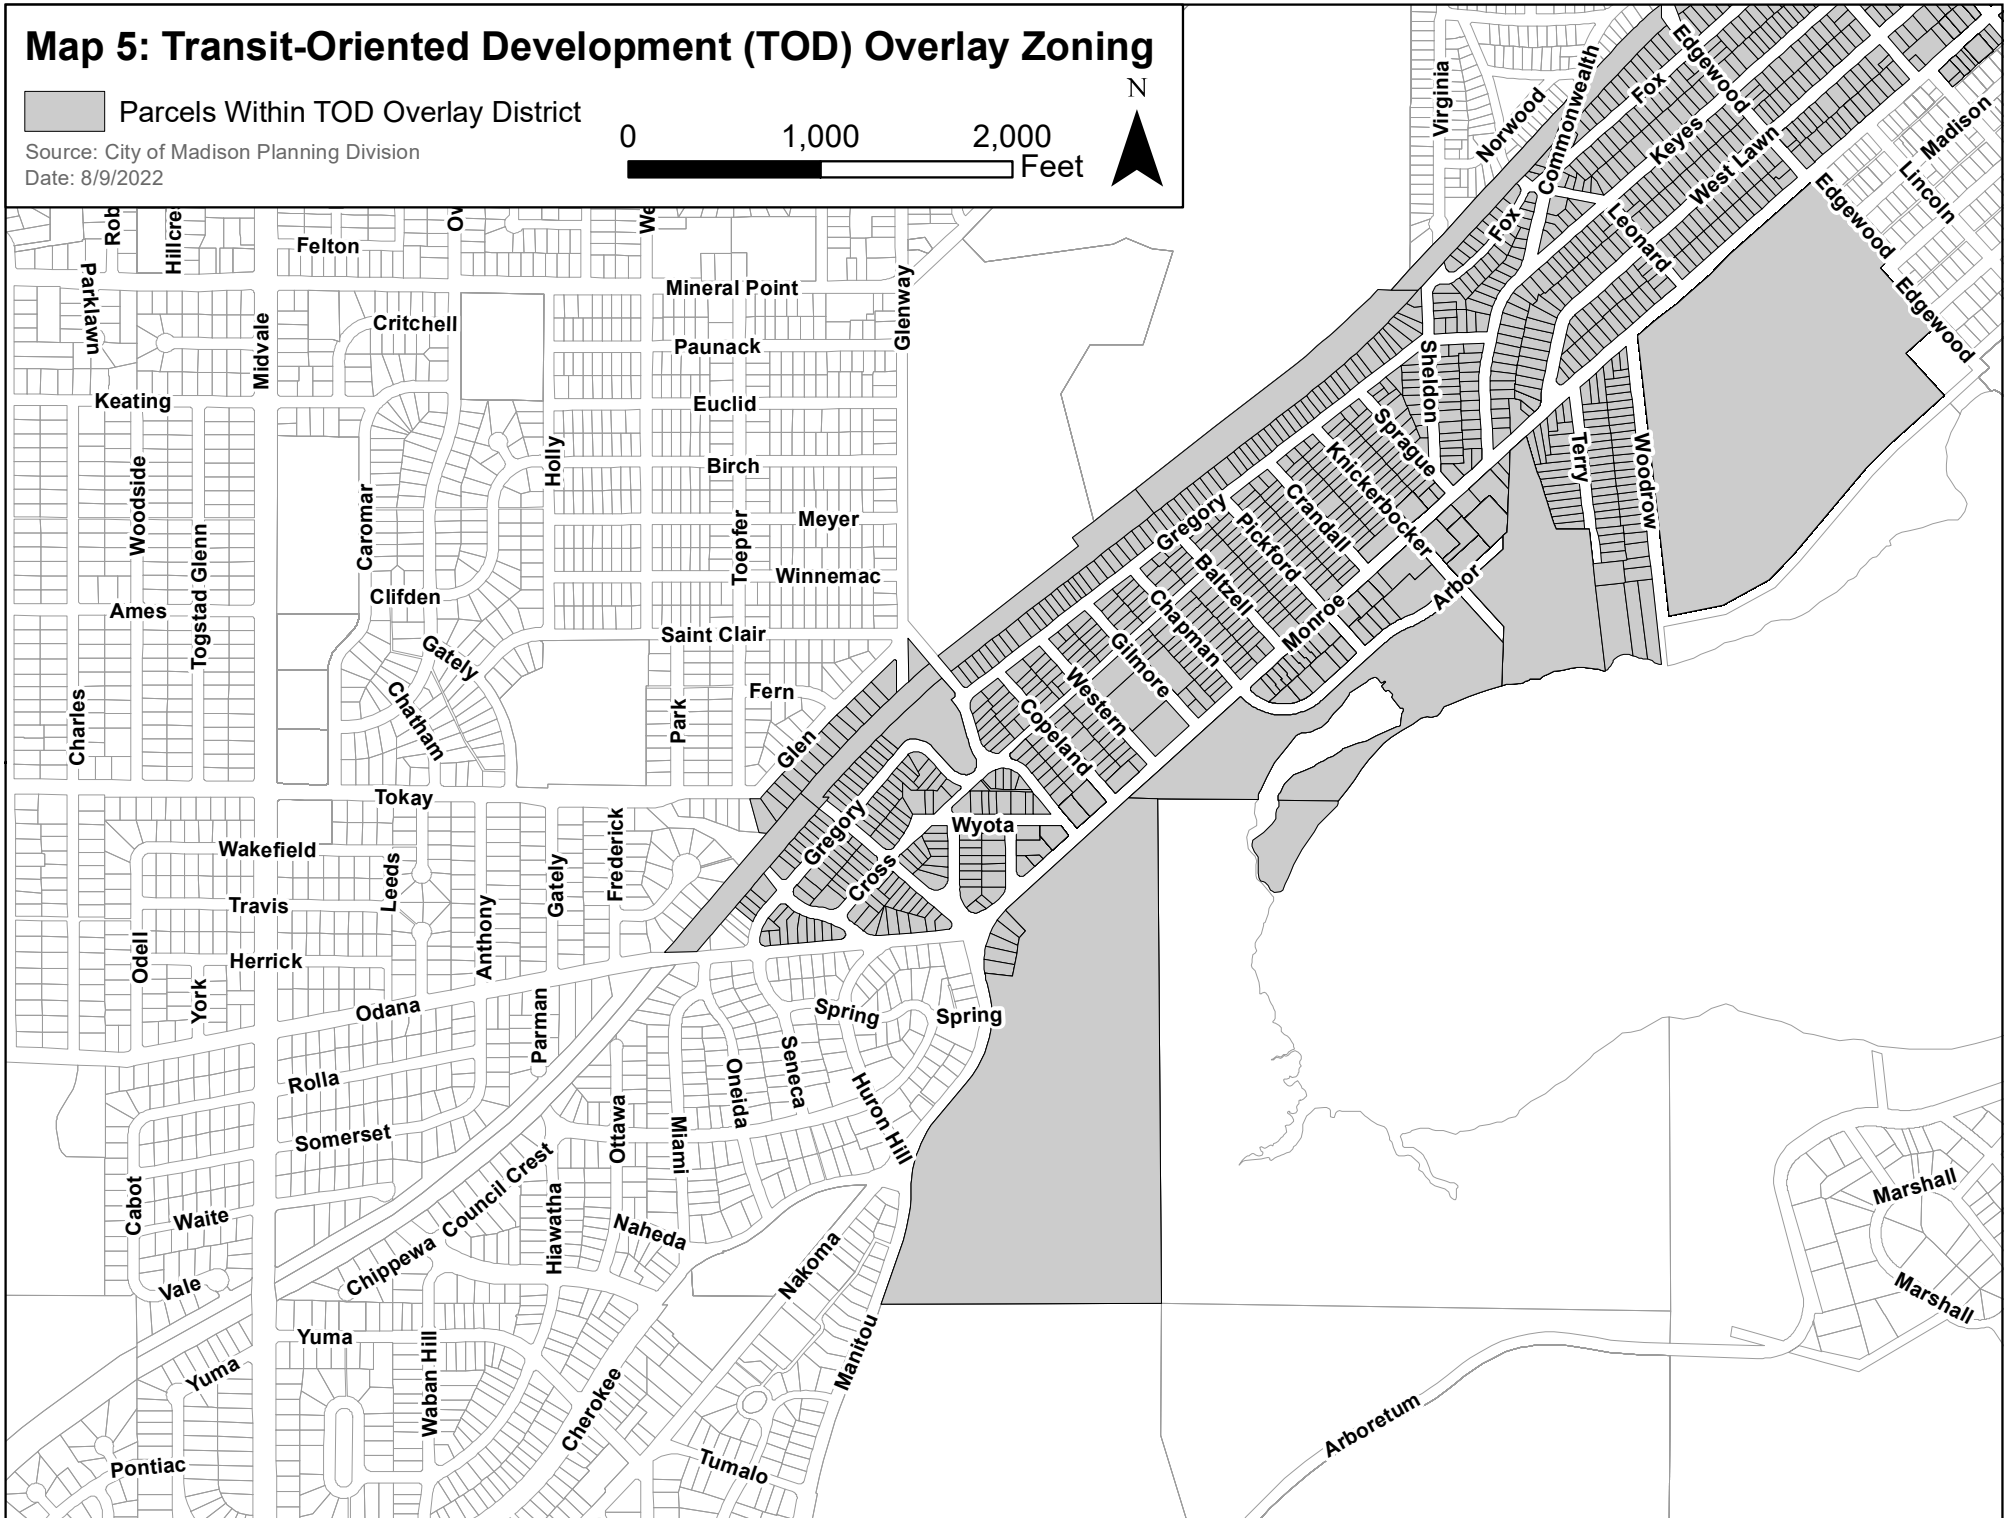 Map 5: Transit-Oriented Development (TOD) Overlay Zoning
Parcels Within TOD Overlay District
Source: City of Madison Planning Division
Date: 8/9/2022
0 1,000 2,000
Feet
N
Virginia
Norwood
Commonwealth
Edgewood
Fox
Keyes
West Lawn
Madison
Lincoln
Edgewood
Edgewood
Fox
Leonard
Rob
Hillcres
Felton
Ov
We
Parklawn
Mineral Point
Glenway
Midvale
Critchell
Paunack
Sheldon
Keating
Euclid
Sprague
Holly
Birch
Knickerbocker
Terry
Woodrow
Woodside
Caromar
Crandall
Togstad Glenn
Toepfer
Meyer
Gregory
Pickford
Winnemac
Baltzell
Arbor
Ames
Clifden
Chapman
Monroe
Saint Clair
Gately
Gilmore
Charles
Chatham
Fern
Park
Western
Copeland
Glen
Tokay
Wyota
Wakefield
Leeds
Gately
Frederick
Gregory
Cross
Travis
Anthony
Odell
Herrick
York
Odana
Parman
Spring
Spring
Rolla
Oneida
Seneca
Huron Hill
Somerset
Ottawa
Miami
Council Crest
Cabot
Waite
Hiawatha
Naheda
Marshall
Chippewa
Nakoma
Vale
Marshall
Yuma
Manitou
Yuma
Waban Hill
Cherokee
Arboretum
Pontiac
Tumalo